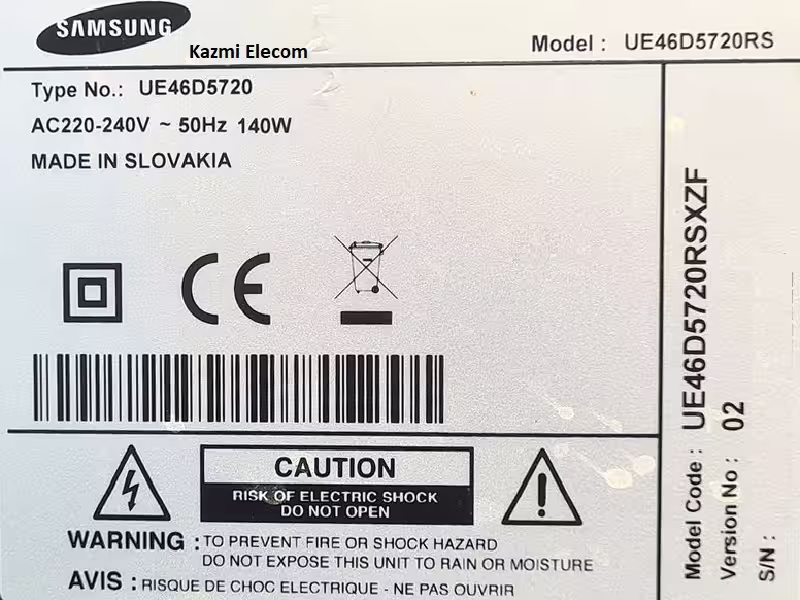 SAMSUNG
Kazmi Elecom
Model : UE46D5720RS
Type No.: UE46D5720
AC220-240V ~ 50Hz 140W
MADE IN SLOVAKIA
CE
CAUTION
RISK OF ELECTRIC SHOCK
DO NOT OPEN
WARNING : TO PREVENT FIRE OR SHOCK HAZARD
DO NOT EXPOSE THIS UNIT TO RAIN OR MOISTURE
AVIS : RISQUE DE CHOC ELECTRIQUE - NE PAS OUVRIR
Model Code : UE46D5720RSXZF
Version No : 02
S/N :